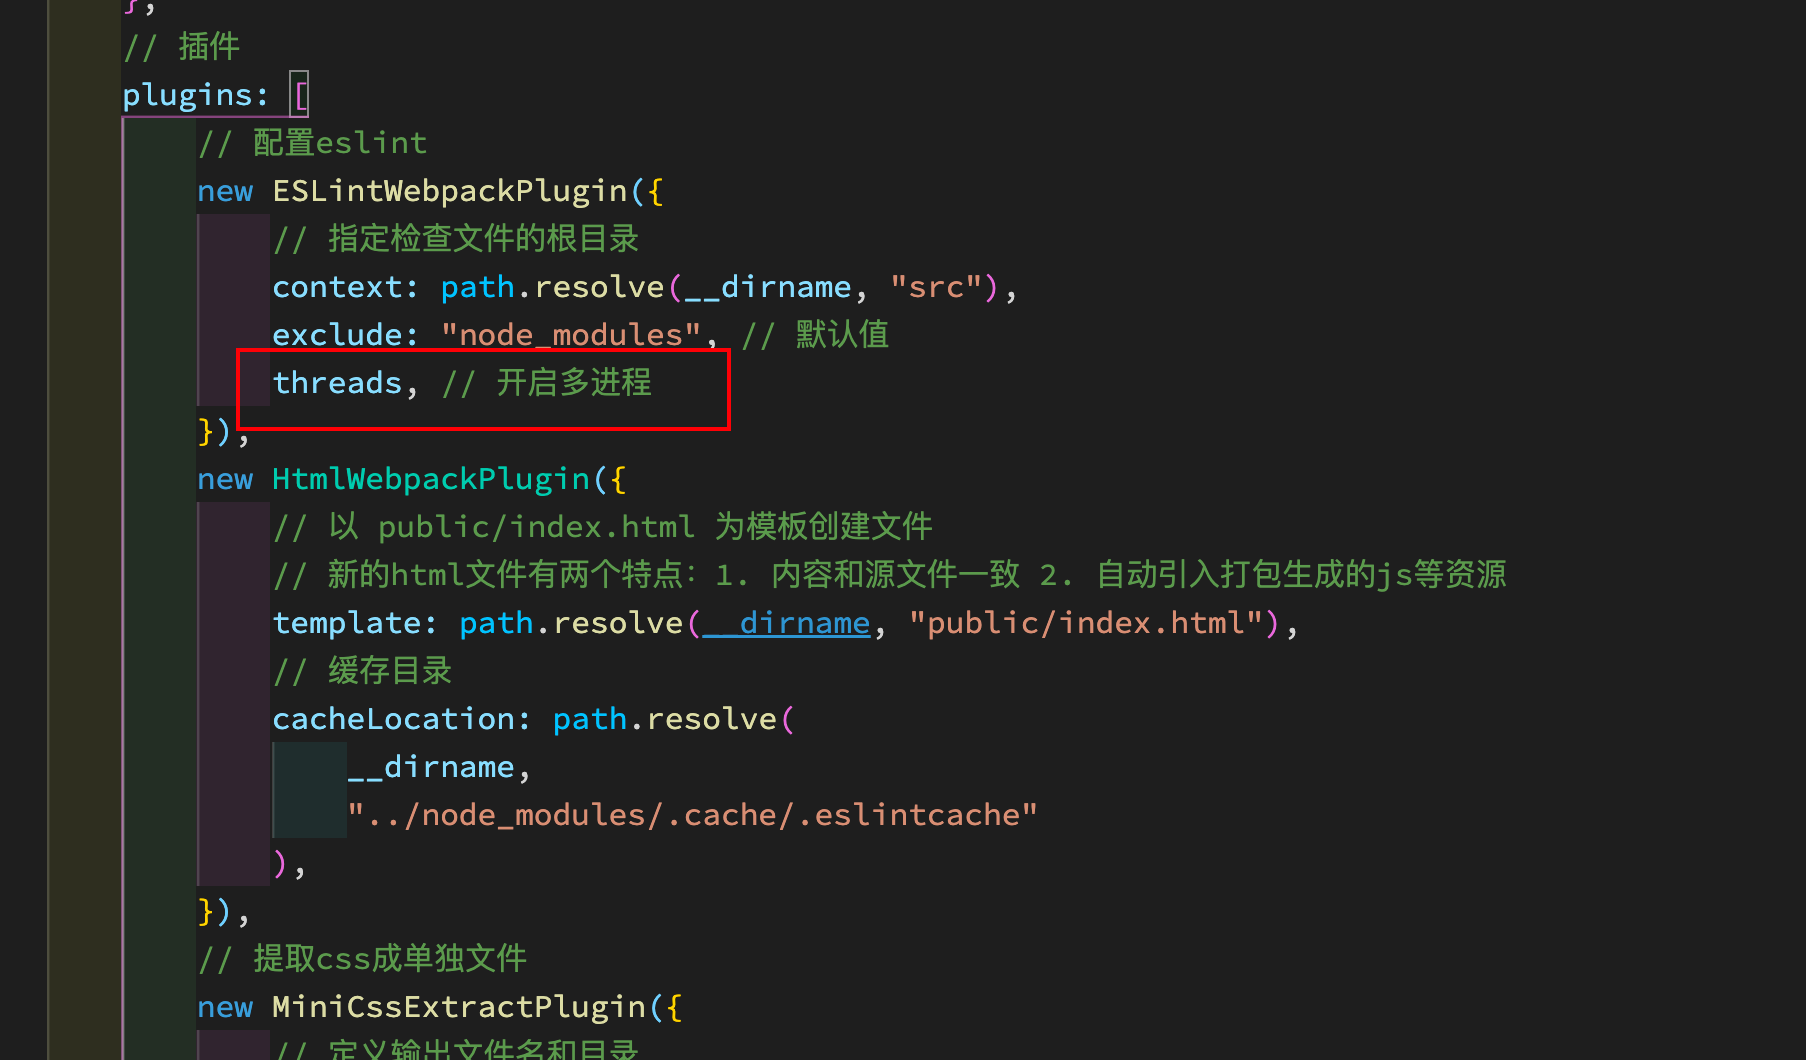 },
// 插件
plugins: [
// 配置eslint
new ESLintWebpackPlugin({
// 指定检查文件的根目录
context: path.resolve(__dirname, "src"),
exclude: "node_modules", // 默认值
threads, // 开启多进程
}),
new HtmlWebpackPlugin({
// 以 public/index.html 为模板创建文件
// 新的html文件有两个特点：1. 内容和源文件一致 2. 自动引入打包生成的js等资源
template: path.resolve(__dirname, "public/index.html"),
// 缓存目录
cacheLocation: path.resolve(
__dirname,
"../node_modules/.cache/.eslintcache"
),
}),
// 提取css成单独文件
new MiniCssExtractPlugin({
// 定义输出文件名和目录